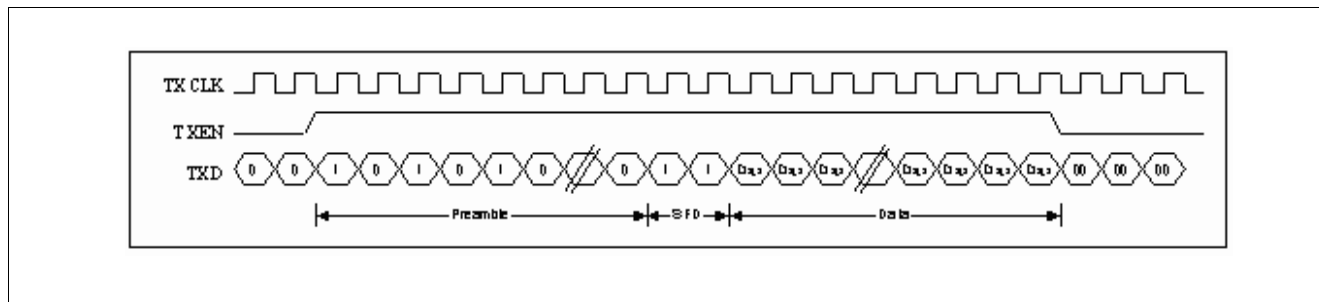 TX CLK
TXEN
TXD 0 0 1 0 1 0 1 0 0 1 1 00 00 00
Preamble SFD Data